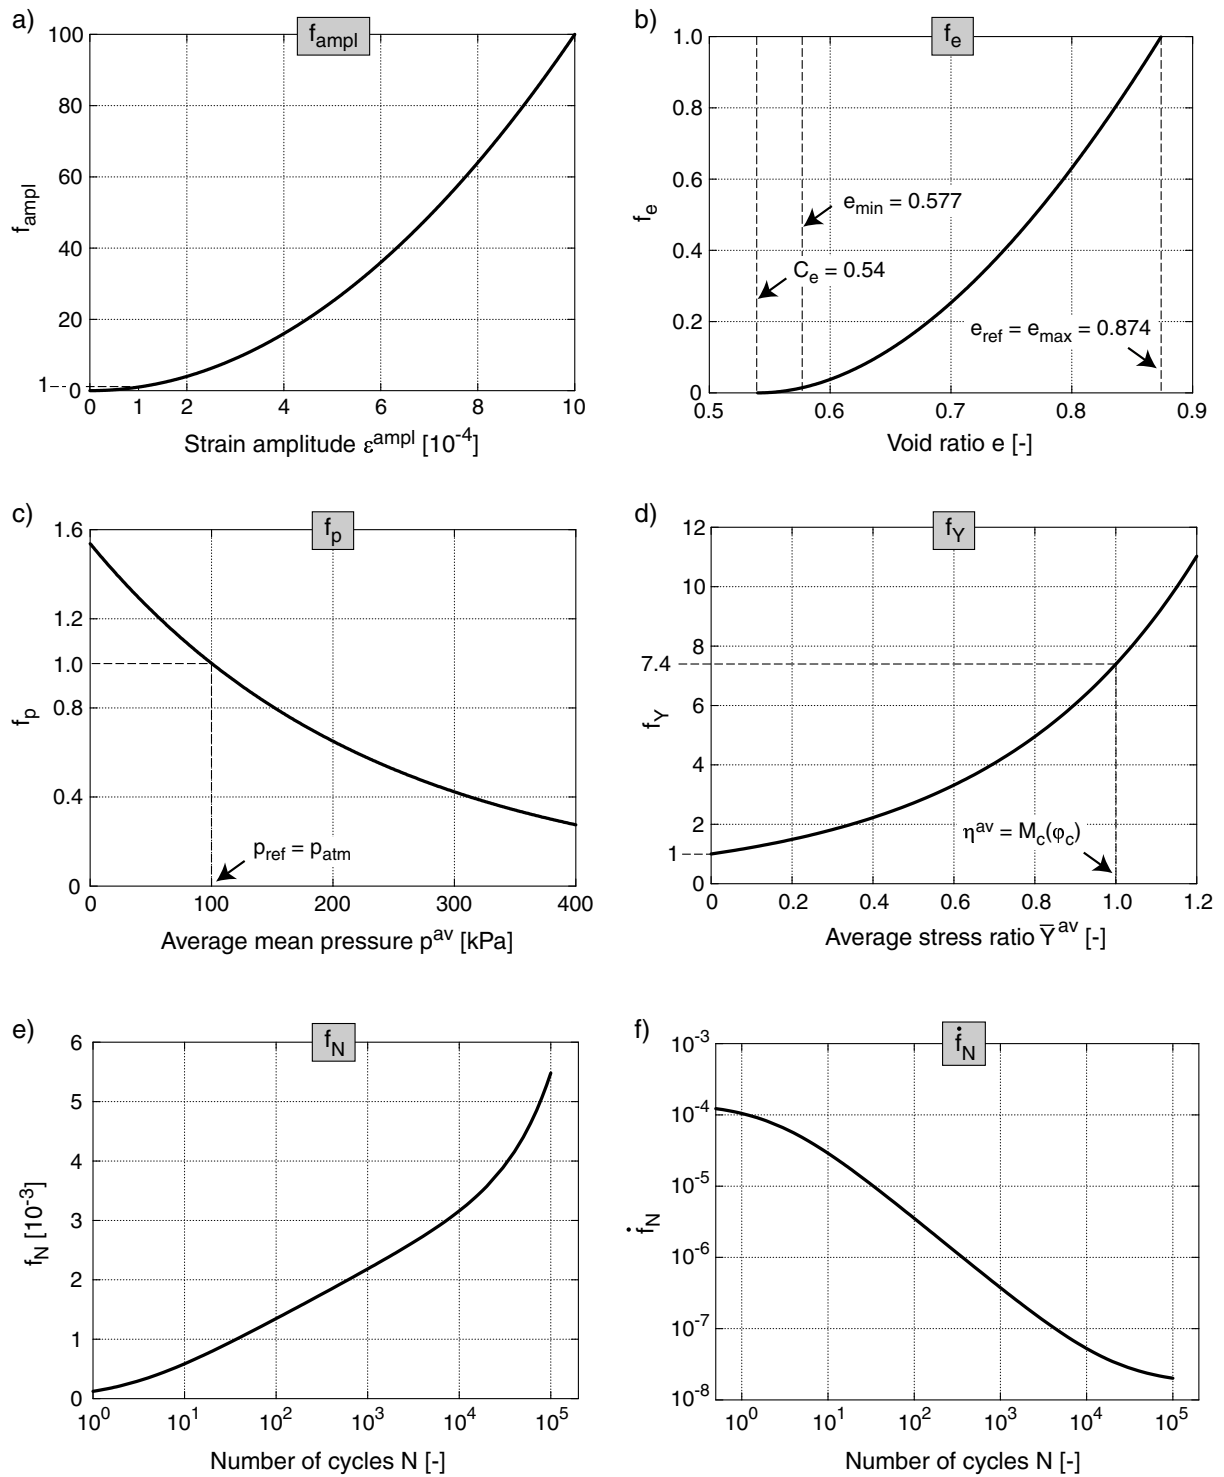 a)
f_ampl
100
80
60
40
20
1
0
f_ampl
0 1 2 4 6 8 10
Strain amplitude ε^ampl [10^-4]
b)
f_e
1.0
0.8
0.6
0.4
0.2
0
f_e
e_min = 0.577
C_e = 0.54
e_ref = e_max = 0.874
0.5 0.6 0.7 0.8 0.9
Void ratio e [-]
c)
f_p
1.6
1.2
1.0
0.8
0.4
0
f_p
p_ref = p_atm
0 100 200 300 400
Average mean pressure p^av [kPa]
d)
f_Y
12
10
8
7.4
6
4
2
1
0
f_Y
η^av = M_c(φ_c)
0 0.2 0.4 0.6 0.8 1.0 1.2
Average stress ratio Y̅^av [-]
e)
f_N
6
5
4
3
2
1
0
f_N [10^-3]
10^0 10^1 10^2 10^3 10^4 10^5
Number of cycles N [-]
f)
ḟ_N
10^-3
10^-4
10^-5
10^-6
10^-7
10^-8
ḟ_N
10^0 10^1 10^2 10^3 10^4 10^5
Number of cycles N [-]